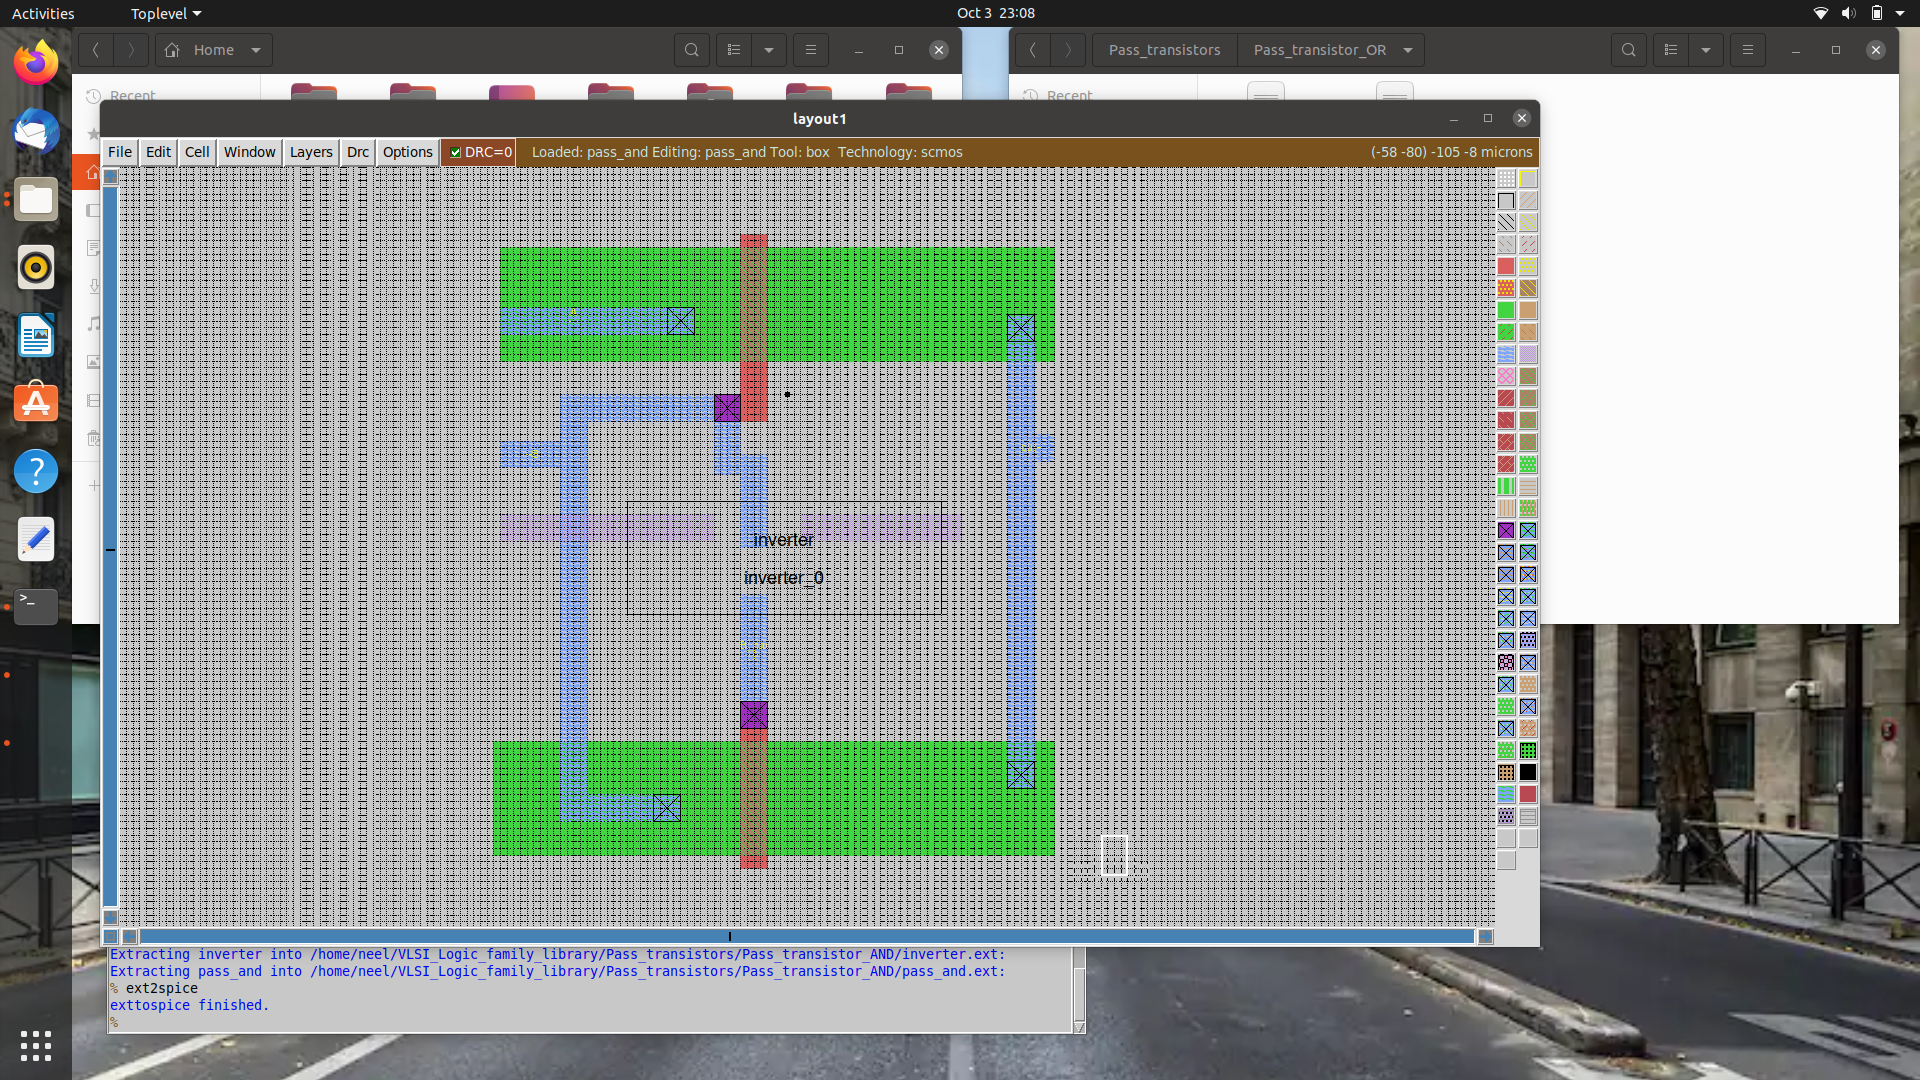 Activities
Toplevel
Oct 3 23:08
Home
Pass_transistors
Pass_transistor_OR
Recent
Recent
layout1
File Edit Cell Window Layers Drc Options DRC=0 Loaded: pass_and Editing: pass_and Tool: box Technology: scmos (-58 -80) -105 -8 microns
inverter
inverter_0
Extracting inverter into /home/neel/VLSI_Logic_family_library/Pass_transistors/Pass_transistor_AND/inverter.ext:
Extracting pass_and into /home/neel/VLSI_Logic_family_library/Pass_transistors/Pass_transistor_AND/pass_and.ext:
% ext2spice
exttospice finished.
%